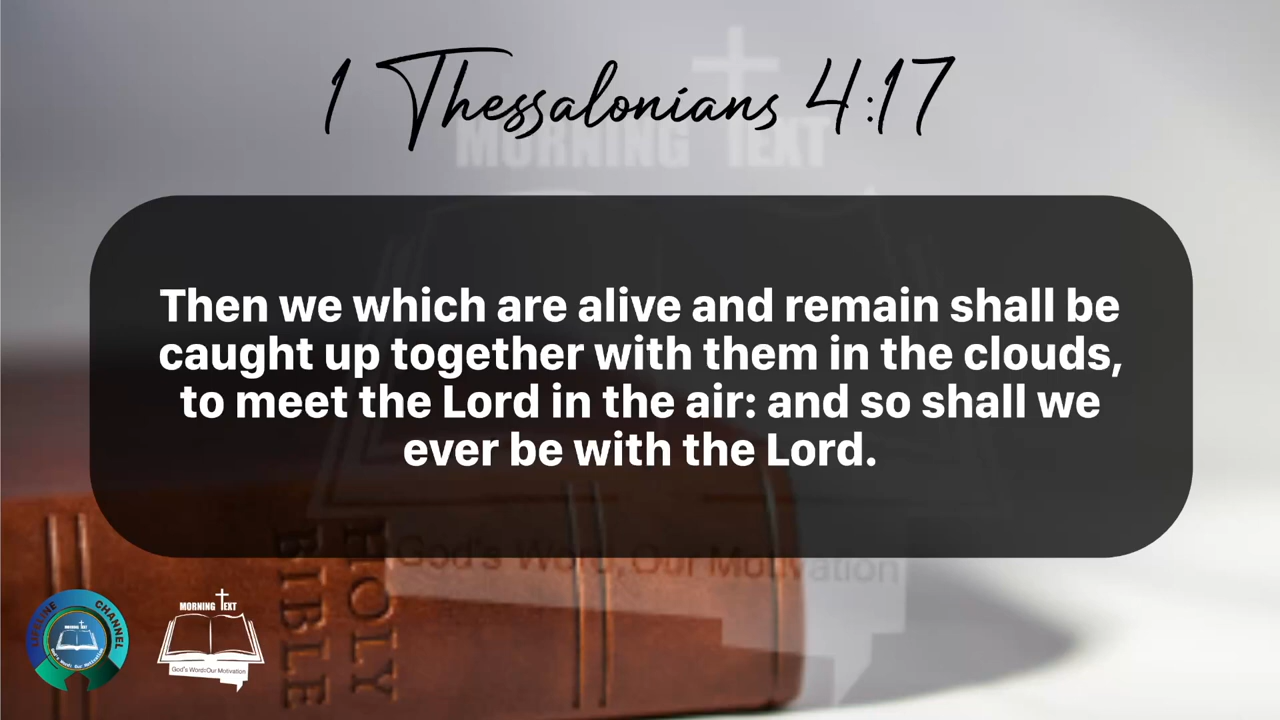 1 Thessalonians 4:17
MORNING TEXT
Then we which are alive and remain shall be
caught up together with them in the clouds,
to meet the Lord in the air: and so shall we
ever be with the Lord.
God's Word, Our Motivation
HOLY
BIBLE
LIFELINE CHANNEL
MORNING TEXT
God's Word:Our Motivation